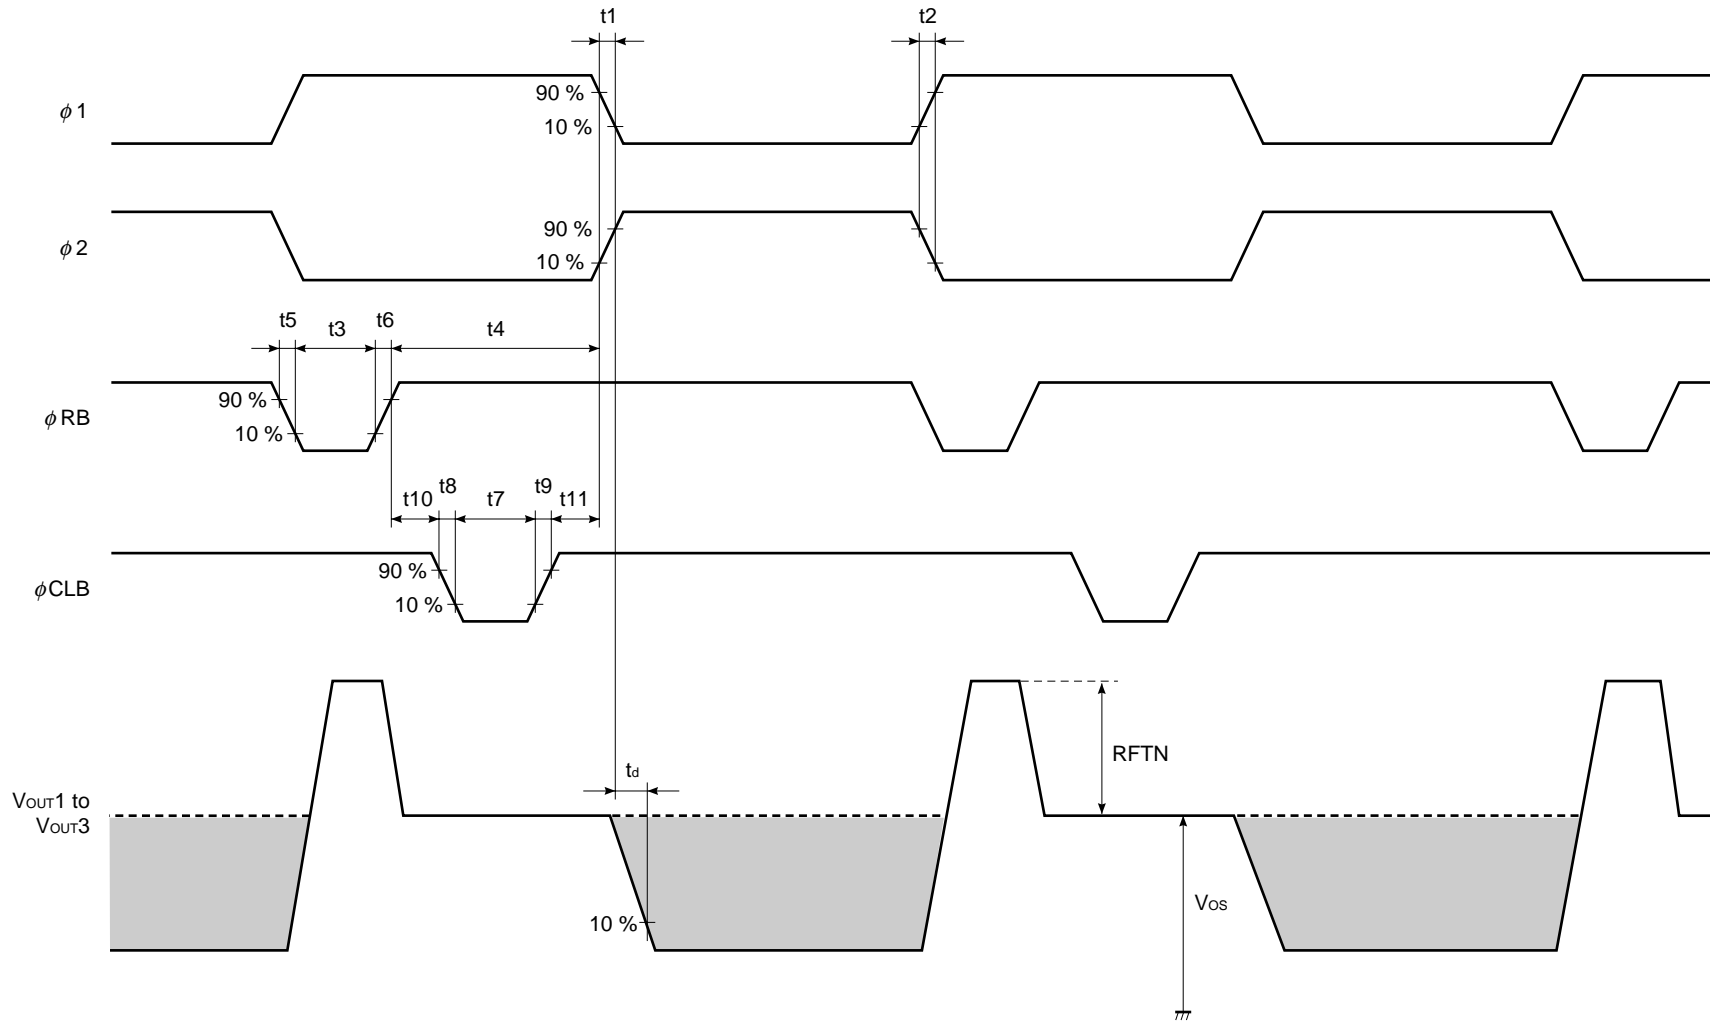 t1
t2
90 %
10 %
ϕ1
90 %
10 %
ϕ2
t5
t3
t6
t4
90 %
10 %
ϕRB
t10
t8
t7
t9
t11
90 %
10 %
ϕCLB
RFTN
td
VOUT1 to
VOUT3
VOS
10 %